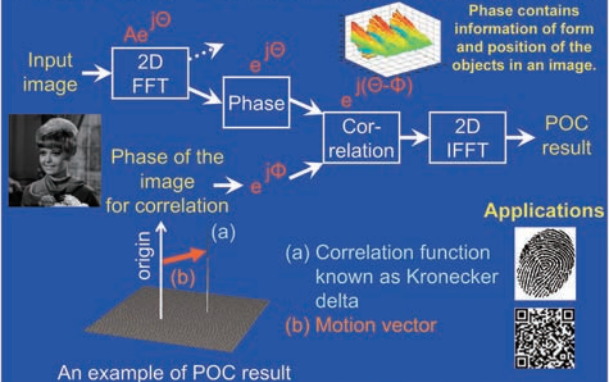 Ae^jΘ
Input image
2D FFT
e^jΘ
Phase
Phase contains
information of form
and position of the
objects in an image.
e^j(Θ-Φ)
Cor-
relation
2D
IFFT
POC
result
Phase of the
image
for correlation
e^jΦ
Applications
origin
(a)
(b)
(a) Correlation function
known as Kronecker
delta
(b) Motion vector
An example of POC result